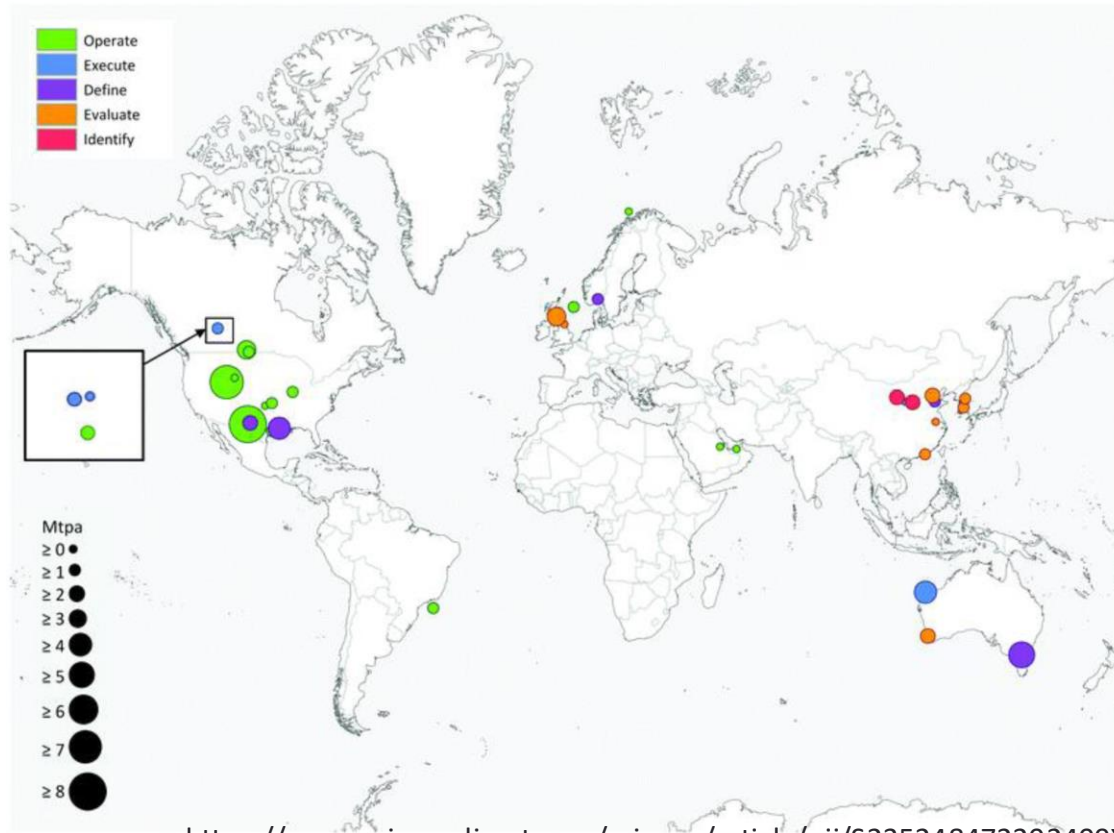 Operate
Execute
Define
Evaluate
Identify
Mtpa
≥ 0
≥ 1
≥ 2
≥ 3
≥ 4
≥ 5
≥ 6
≥ 7
≥ 8